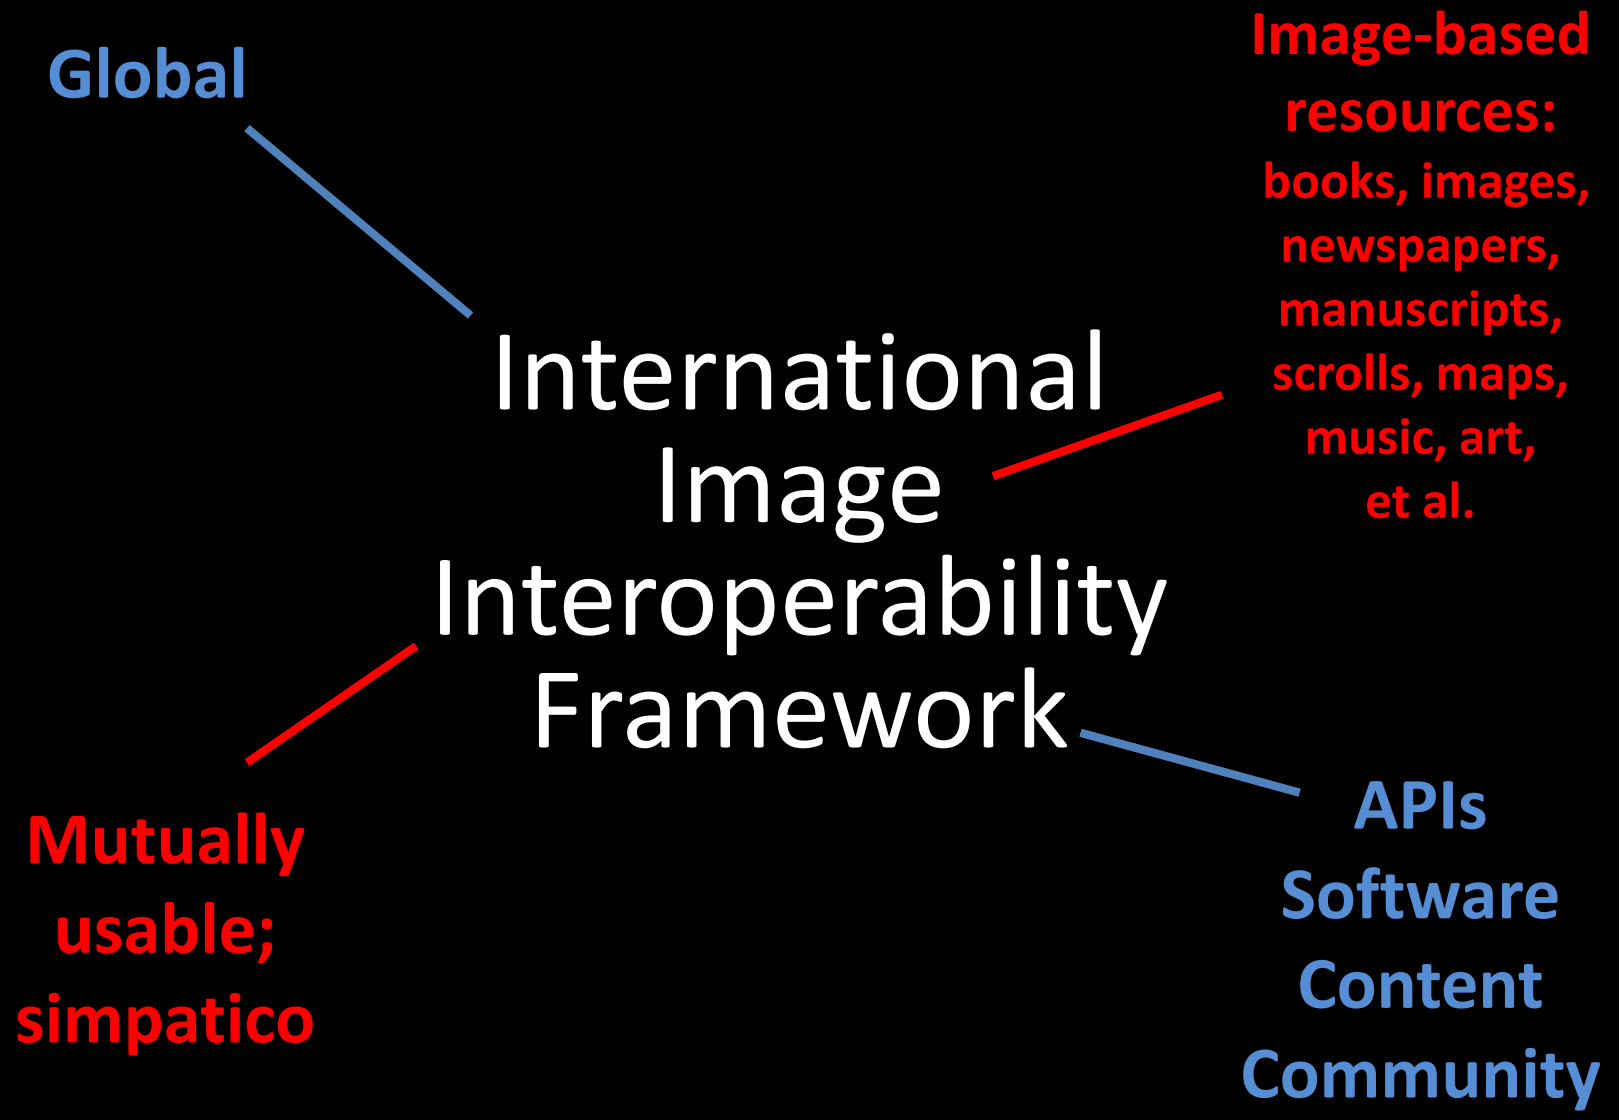 Global
Image-based
resources:
books, images,
newspapers,
manuscripts,
scrolls, maps,
music, art,
et al.
International
Image
Interoperability
Framework
Mutually
usable;
simpatico
APIs
Software
Content
Community